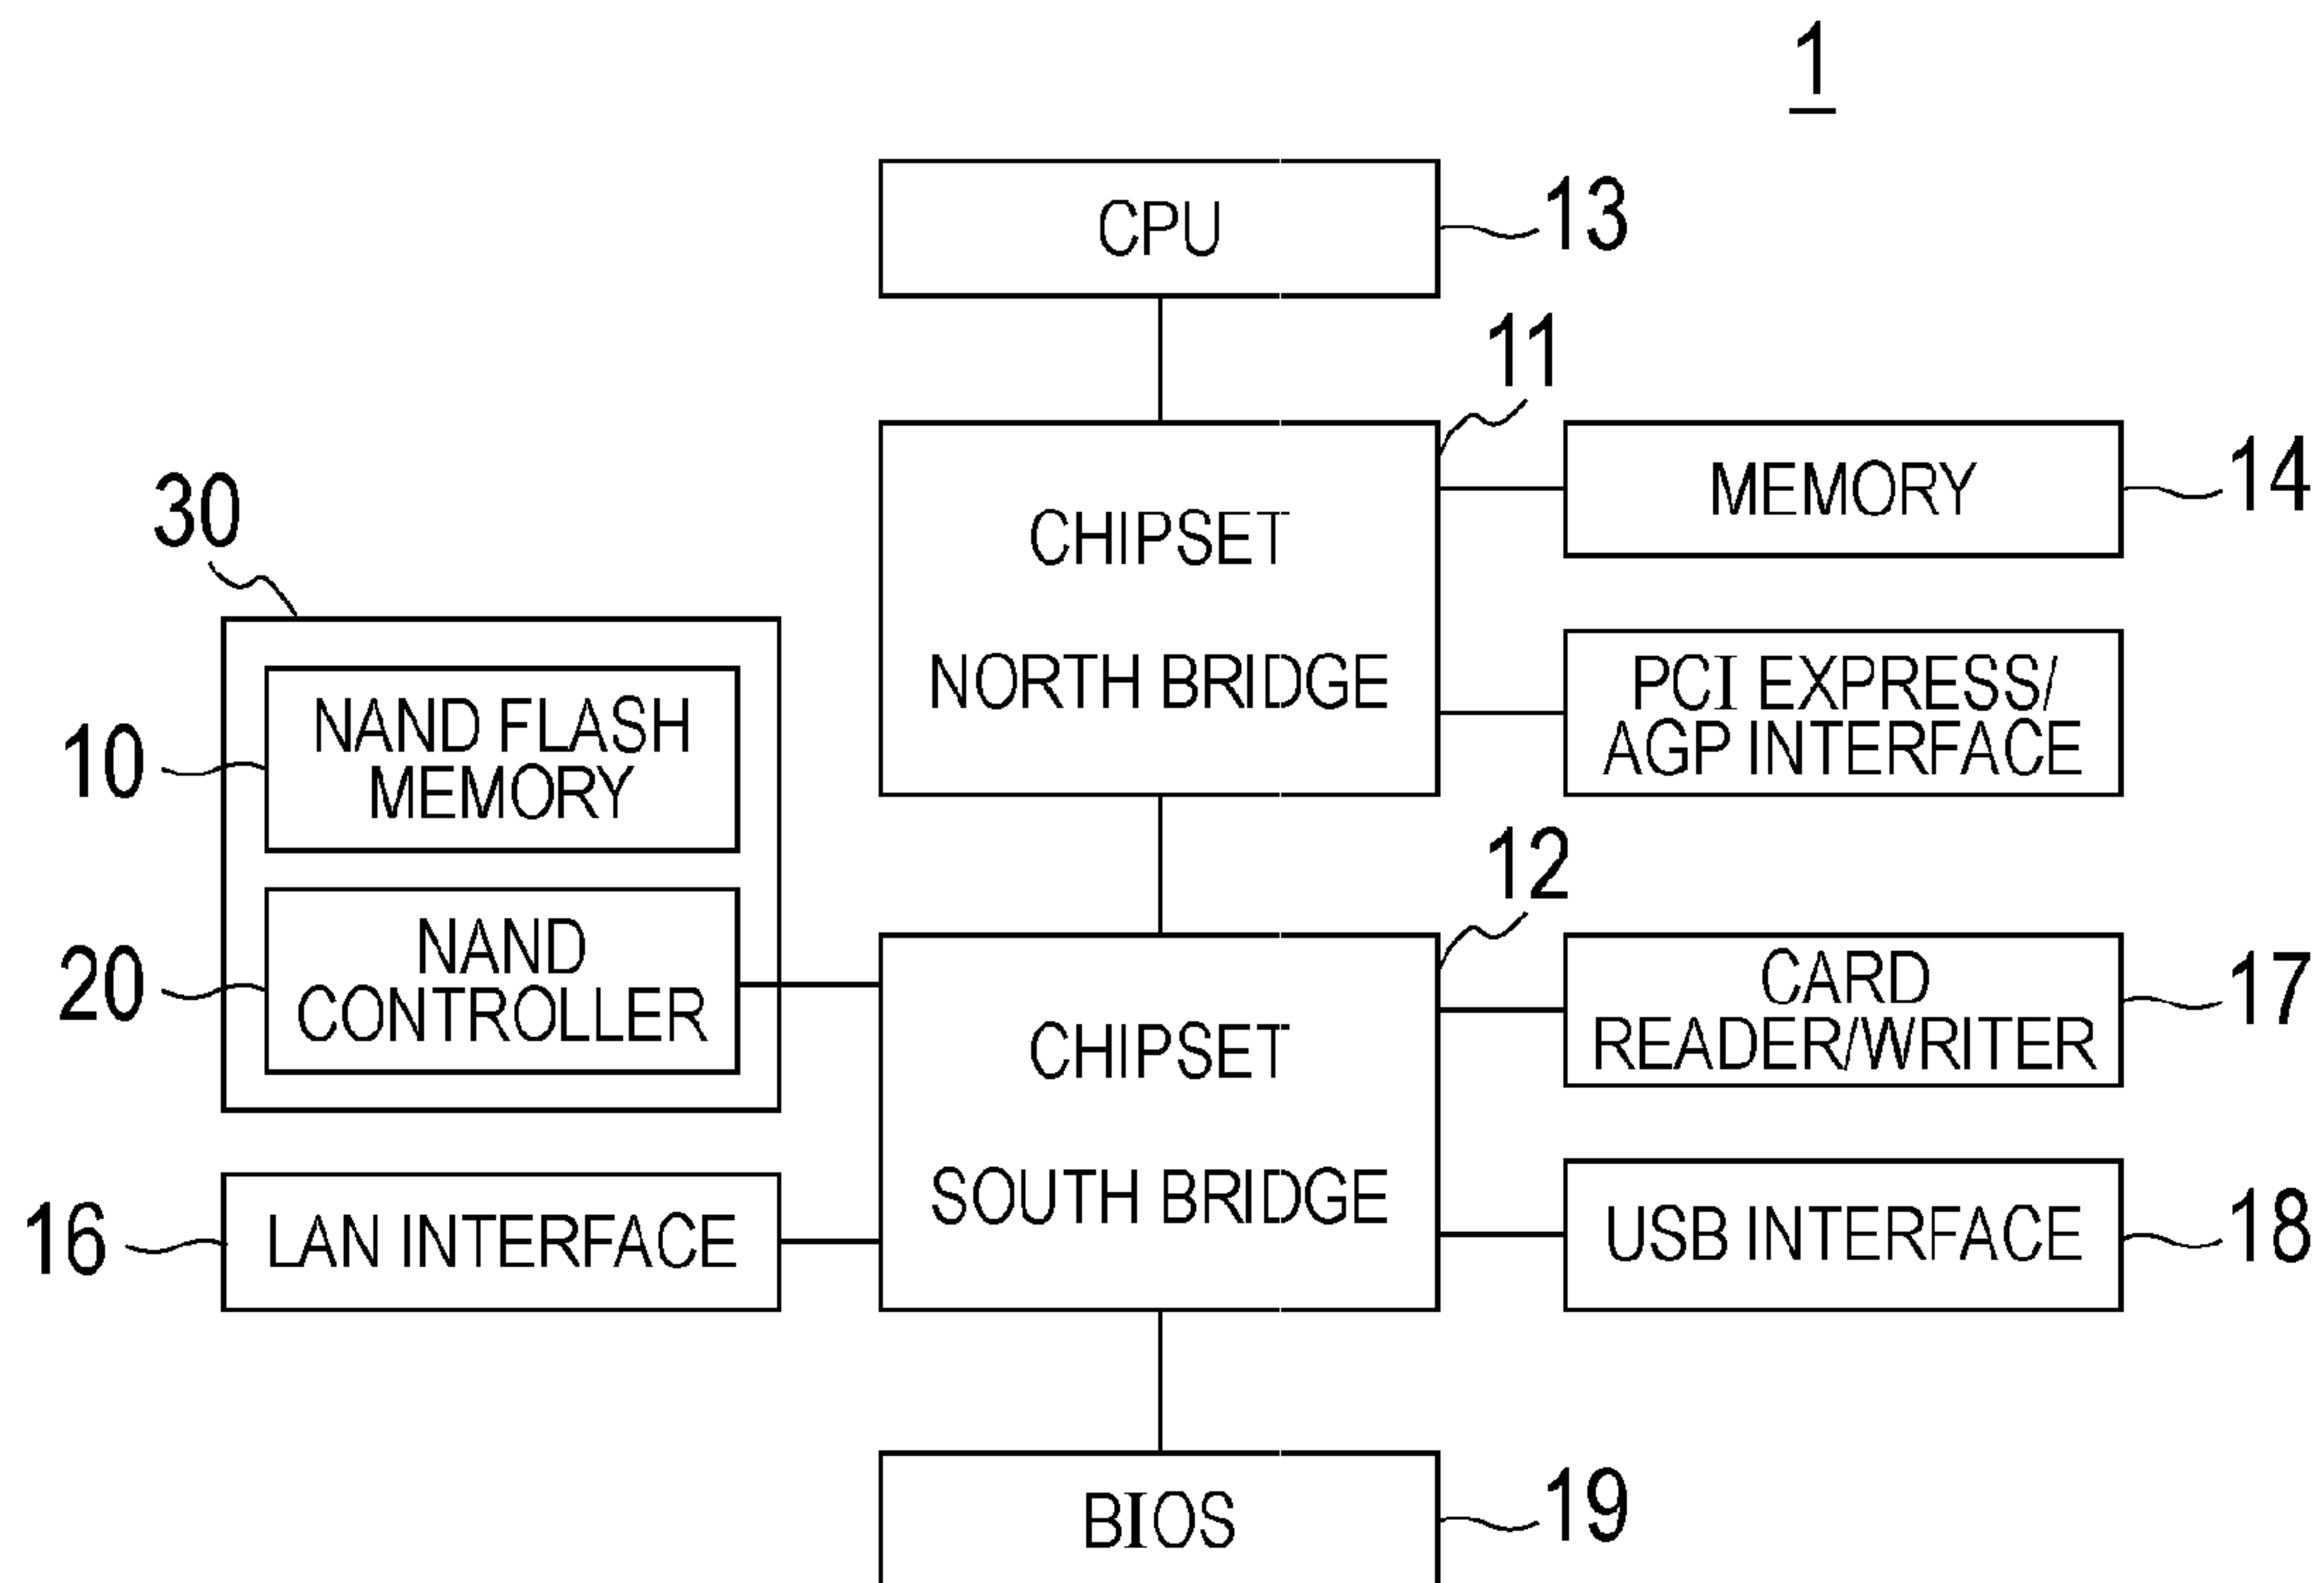 1
CPU
13
11
CHIPSET
NORTH BRIDGE
MEMORY
14
PCI EXPRESS/
AGP INTERFACE
30
NAND FLASH
MEMORY
10
NAND
CONTROLLER
20
12
CHIPSET
SOUTH BRIDGE
CARD
READER/WRITER
17
16
LAN INTERFACE
USB INTERFACE
18
BIOS
19